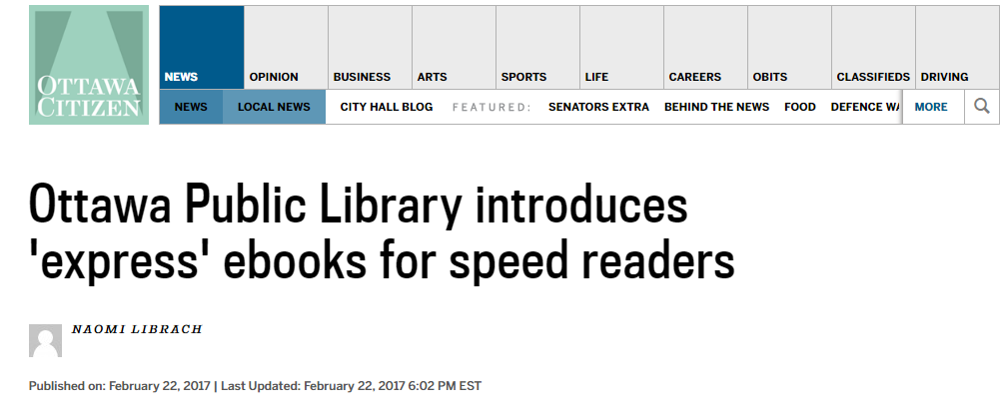 OTTAWA
CITIZEN
NEWS OPINION BUSINESS ARTS SPORTS LIFE CAREERS OBITS CLASSIFIEDS DRIVING
NEWS LOCAL NEWS CITY HALL BLOG FEATURED: SENATORS EXTRA BEHIND THE NEWS FOOD DEFENCE MORE
Ottawa Public Library introduces
'express' ebooks for speed readers
NAOMI LIBRACH
Published on: February 22, 2017 | Last Updated: February 22, 2017 6:02 PM EST